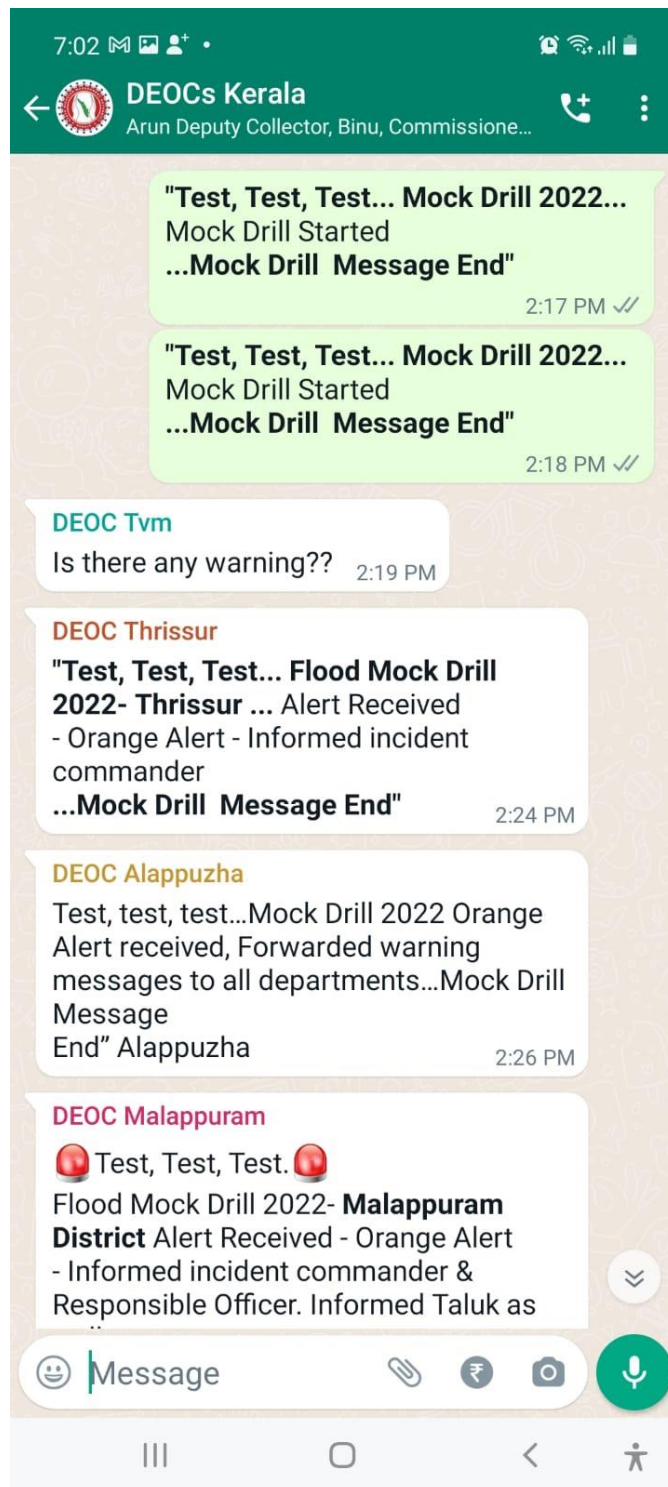 7:02
DEOCs Kerala
Arun Deputy Collector, Binu, Commissione...
"Test, Test, Test... Mock Drill 2022...
Mock Drill Started
...Mock Drill  Message End"
2:17 PM
"Test, Test, Test... Mock Drill 2022...
Mock Drill Started
...Mock Drill  Message End"
2:18 PM
DEOC Tvm
Is there any warning?? 2:19 PM
DEOC Thrissur
"Test, Test, Test... Flood Mock Drill
2022- Thrissur ... Alert Received
- Orange Alert - Informed incident
commander
...Mock Drill  Message End" 2:24 PM
DEOC Alappuzha
Test, test, test...Mock Drill 2022 Orange
Alert received, Forwarded warning
messages to all departments...Mock Drill
Message
End” Alappuzha 2:26 PM
DEOC Malappuram
🚨Test, Test, Test.🚨
Flood Mock Drill 2022- Malappuram
District Alert Received - Orange Alert
- Informed incident commander &
Responsible Officer. Informed Taluk as
Message